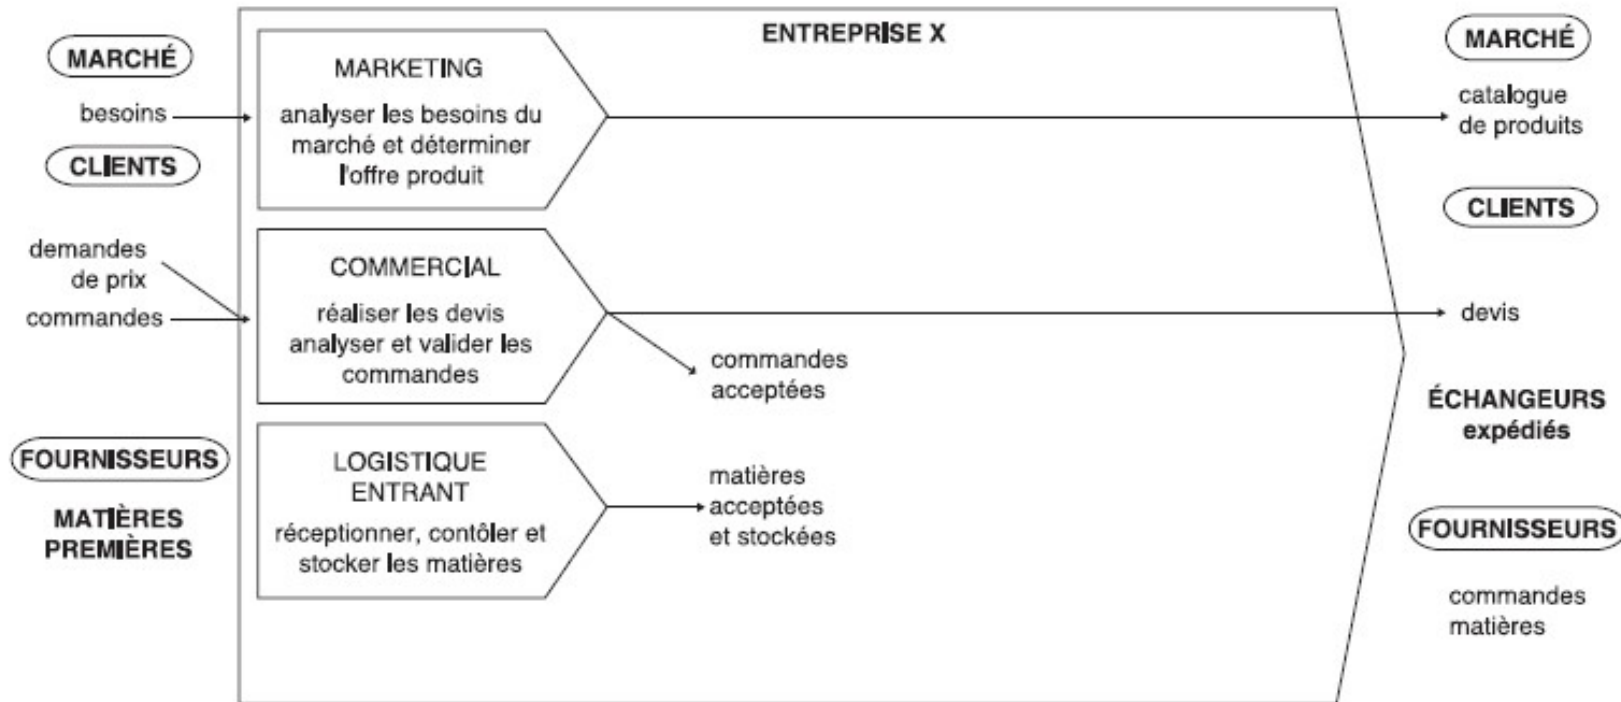 ENTREPRISE X
MARCHÉ
besoins
CLIENTS
demandes
de prix
commandes
FOURNISSEURS
MATIÈRES
PREMIÈRES
MARKETING
analyser les besoins du
marché et déterminer
l'offre produit
COMMERCIAL
réaliser les devis
analyser et valider les
commandes
LOGISTIQUE
ENTRANT
réceptionner, contôler et
stocker les matières
commandes
acceptées
matières
acceptées
et stockées
MARCHÉ
catalogue
de produits
CLIENTS
devis
ÉCHANGEURS
expédiés
FOURNISSEURS
commandes
matières